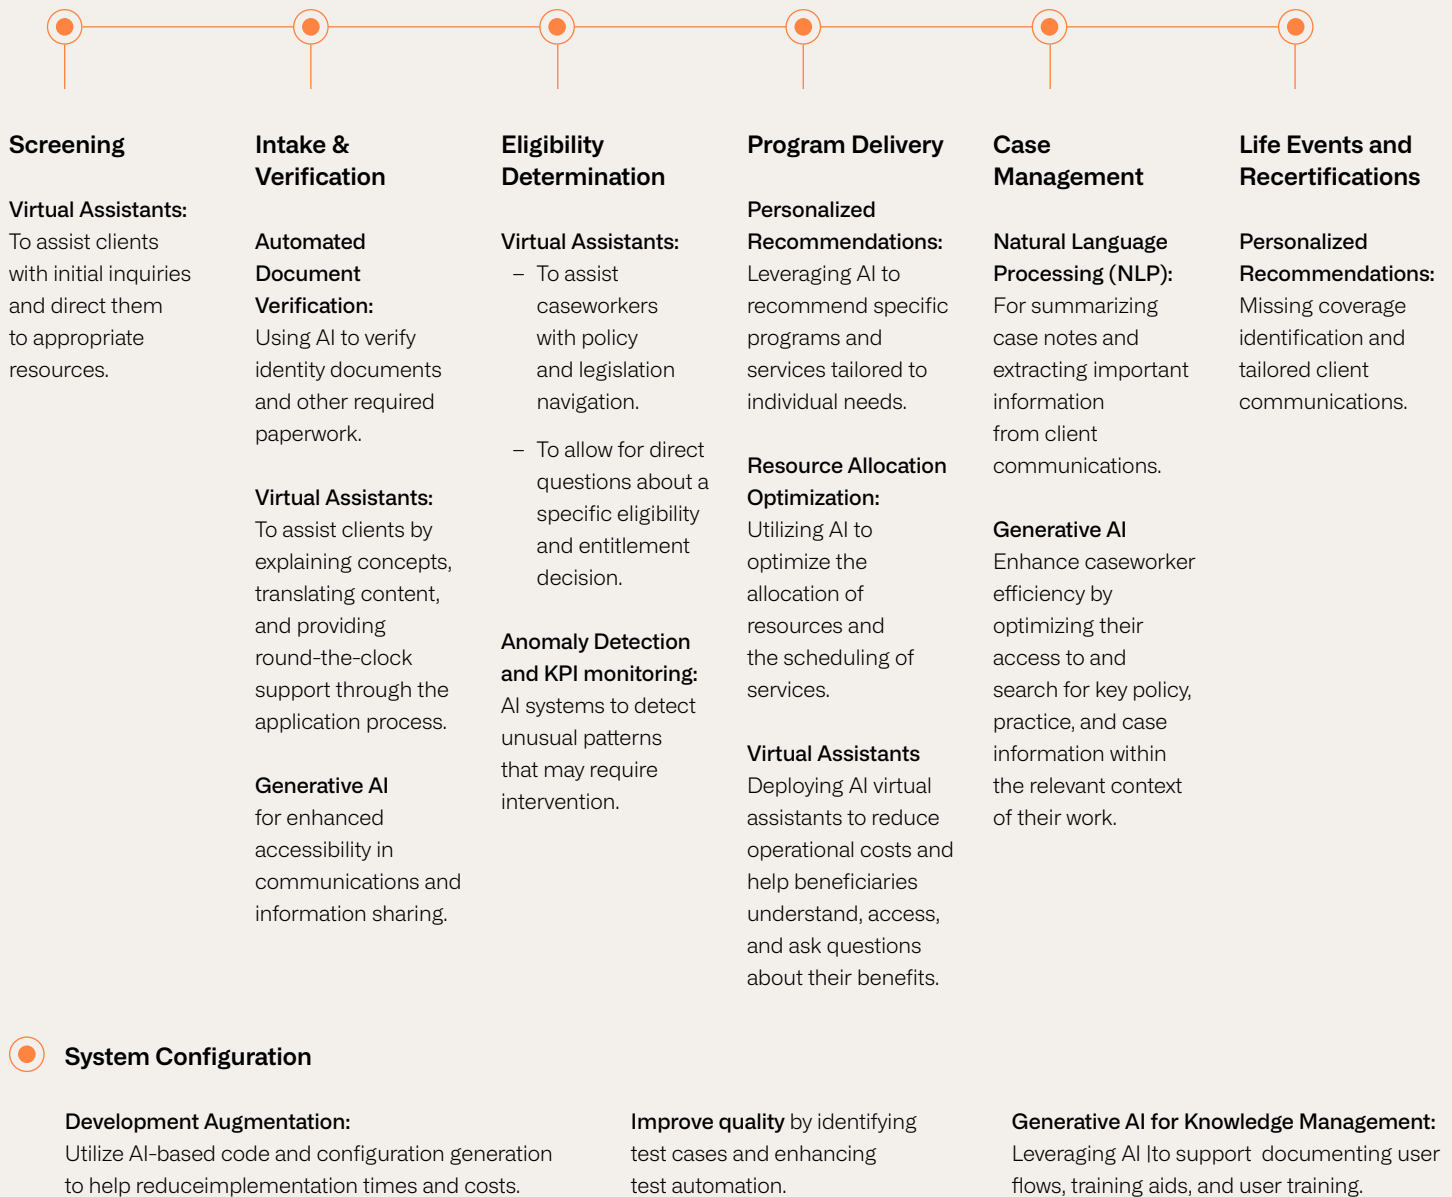 Screening
Virtual Assistants:
To assist clients
with initial inquiries
and direct them
to appropriate
resources.
Intake &
Verification
Automated
Document
Verification:
Using AI to verify
identity documents
and other required
paperwork.
Virtual Assistants:
To assist clients by
explaining concepts,
translating content,
and providing
round-the-clock
support through the
application process.
Generative AI
for enhanced
accessibility in
communications and
information sharing.
Eligibility
Determination
Virtual Assistants:
– To assist
caseworkers
with policy
and legislation
navigation.
– To allow for direct
questions about a
specific eligibility
and entitlement
decision.
Anomaly Detection
and KPI monitoring:
AI systems to detect
unusual patterns
that may require
intervention.
Program Delivery
Personalized
Recommendations:
Leveraging AI to
recommend specific
programs and
services tailored to
individual needs.
Resource Allocation
Optimization:
Utilizing AI to
optimize the
allocation of
resources and
the scheduling of
services.
Virtual Assistants
Deploying AI virtual
assistants to reduce
operational costs and
help beneficiaries
understand, access,
and ask questions
about their benefits.
Case
Management
Natural Language
Processing (NLP):
For summarizing
case notes and
extracting important
information
from client
communications.
Generative AI
Enhance caseworker
efficiency by
optimizing their
access to and
search for key policy,
practice, and case
information within
the relevant context
of their work.
Life Events and
Recertifications
Personalized
Recommendations:
Missing coverage
identification and
tailored client
communications.
System Configuration
Development Augmentation:
Utilize AI-based code and configuration generation
to help reduceimplementation times and costs.
Improve quality by identifying
test cases and enhancing
test automation.
Generative AI for Knowledge Management:
Leveraging AI |to support  documenting user
flows, training aids, and user training.